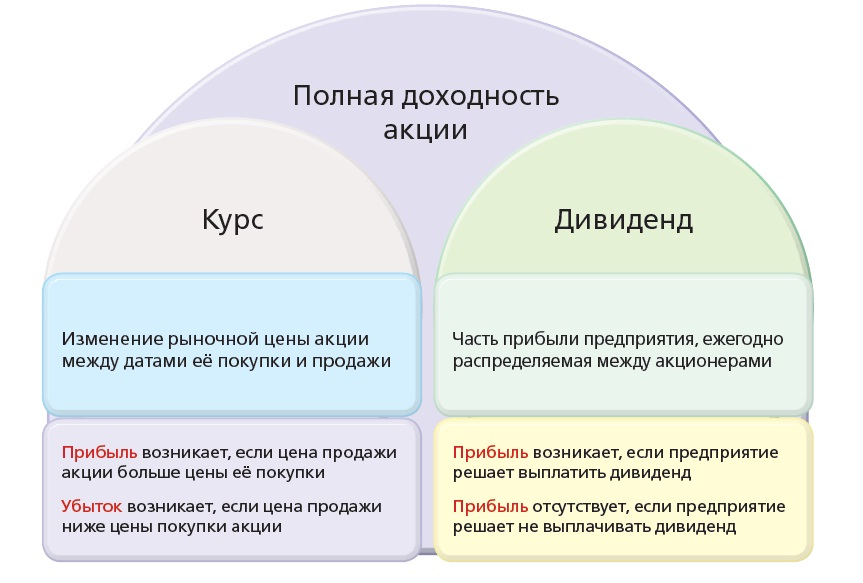 Полная доходность
акции
Курс
Дивиденд
Изменение рыночной цены акции
между датами её покупки и продажи
Часть прибыли предприятия, ежегодно
распределяемая между акционерами
Прибыль возникает, если цена продажи
акции больше цены её покупки
Убыток возникает, если цена продажи
ниже цены покупки акции
Прибыль возникает, если предприятие
решает выплатить дивиденд
Прибыль отсутствует, если предприятие
решает не выплачивать дивиденд